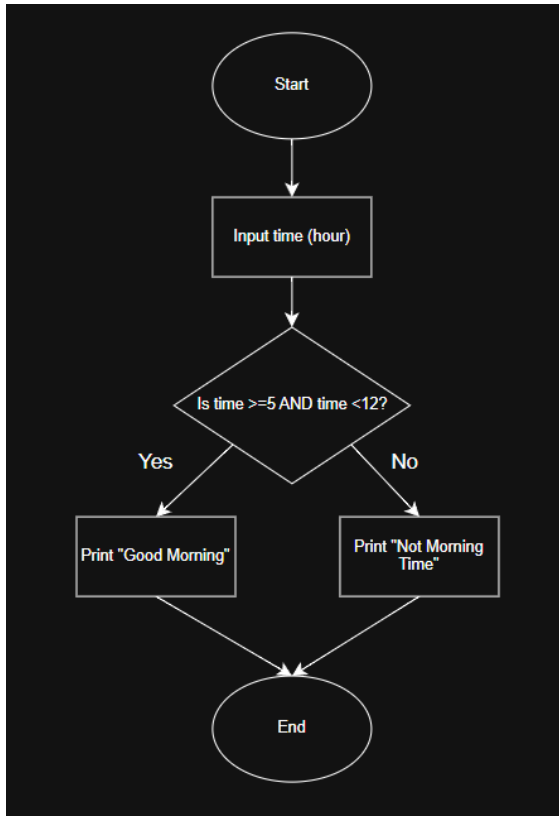 Start
Input time (hour)
Is time >=5 AND time <12?
Yes
No
Print "Good Morning"
Print "Not Morning
Time"
End